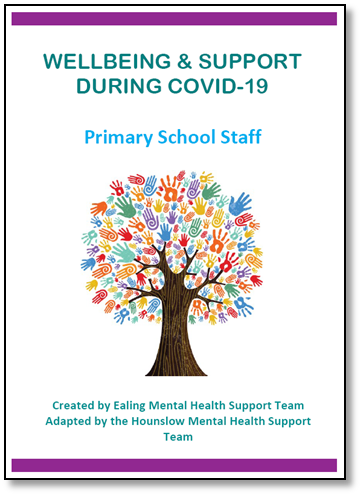 WELLBEING & SUPPORT
DURING COVID-19
Primary School Staff
Created by Ealing Mental Health Support Team
Adapted by the Hounslow Mental Health Support
Team